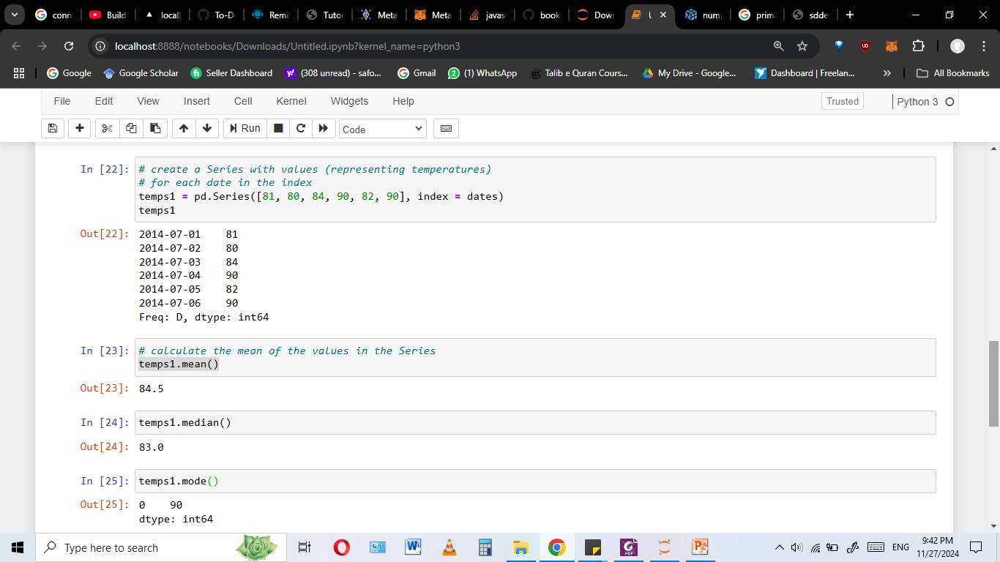 conn
Build
locall
To-D
Remi
Tutor
Meta
Meta
javas
book
Down
U
num
prim
sdde
localhost:8888/notebooks/Downloads/Untitled.ipynb?kernel_name=python3
Google
Google Scholar
Seller Dashboard
(308 unread) - safo...
Gmail
(1) WhatsApp
Talib e Quran Cours...
My Drive - Google...
Dashboard | Freelan...
»
All Bookmarks
File Edit View Insert Cell Kernel Widgets Help
Trusted
Python 3
Run
Code
In [22]:
# create a Series with values (representing temperatures)
# for each date in the index
temps1 = pd.Series([81, 80, 84, 90, 82, 90], index = dates)
temps1
Out[22]:
2014-07-01 81
2014-07-02 80
2014-07-03 84
2014-07-04 90
2014-07-05 82
2014-07-06 90
Freq: D, dtype: int64
In [23]:
# calculate the mean of the values in the Series
temps1.mean()
Out[23]: 84.5
In [24]: temps1.median()
Out[24]: 83.0
In [25]: temps1.mode()
Out[25]: 0 90
dtype: int64
Type here to search
ENG
9:42 PM
11/27/2024